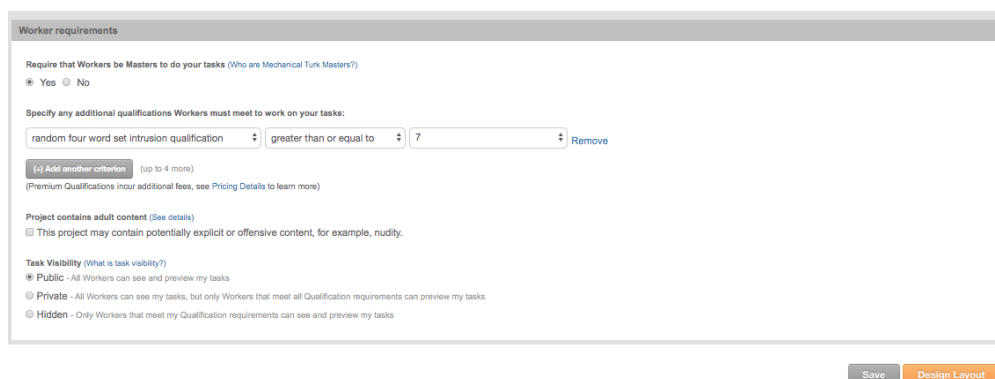 Worker requirements
Require that Workers be Masters to do your tasks (Who are Mechanical Turk Masters?)
Yes No
Specify any additional qualifications Workers must meet to work on your tasks:
random four word set intrusion qualification greater than or equal to 7 Remove
(+) Add another criterion (up to 4 more)
(Premium Qualifications incur additional fees, see Pricing Details to learn more)
Project contains adult content (See details)
This project may contain potentially explicit or offensive content, for example, nudity.
Task Visibility (What is task visibility?)
Public - All Workers can see and preview my tasks
Private - All Workers can see my tasks, but only Workers that meet all Qualification requirements can preview my tasks
Hidden - Only Workers that meet my Qualification requirements can see and preview my tasks
Save Design Layout